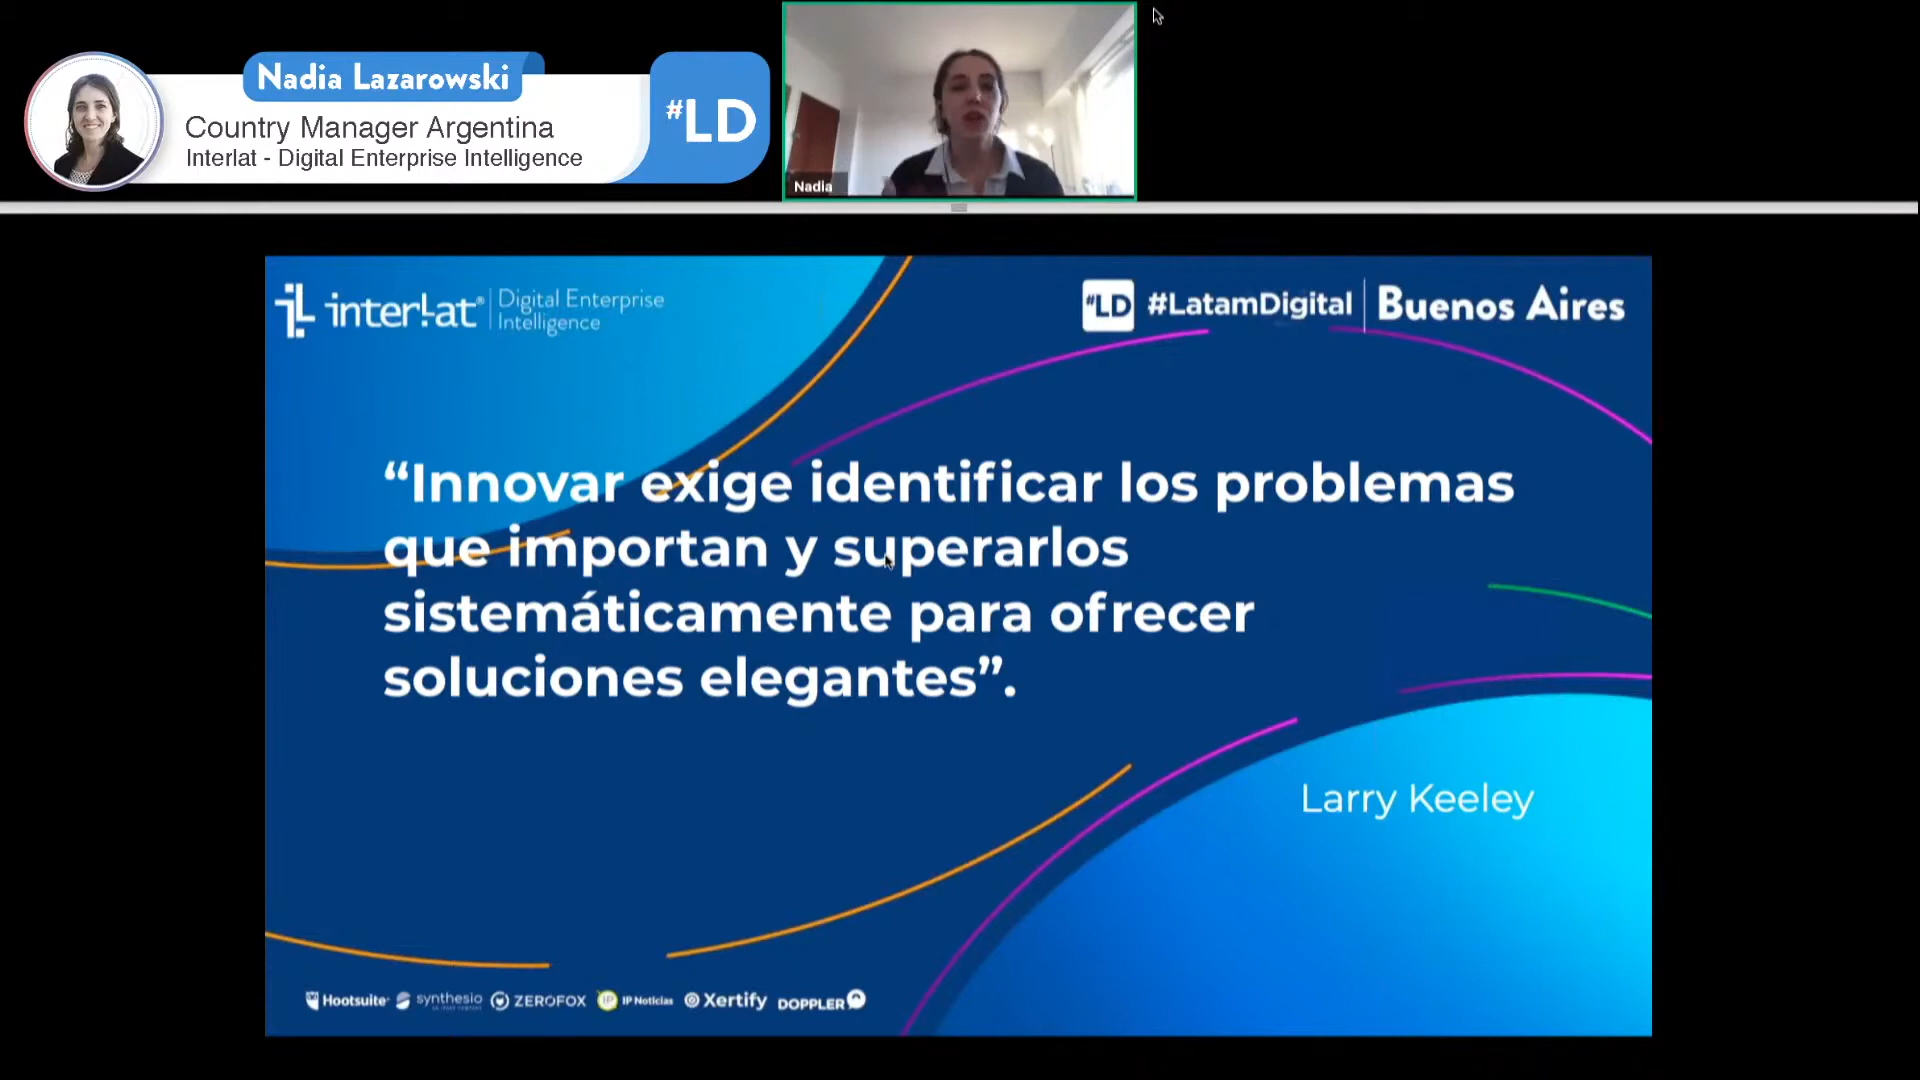 Nadia Lazarowski
Country Manager Argentina
Interlat - Digital Enterprise Intelligence
#LD
Nadia
interlat® Digital Enterprise
Intelligence
#LD #LatamDigital Buenos Aires
“Innovar exige identificar los problemas
que importan y superarlos
sistemáticamente para ofrecer
soluciones elegantes”.
Larry Keeley
Hootsuite synthesio ZEROFOX IP IP Noticias Xertify DOPPLER